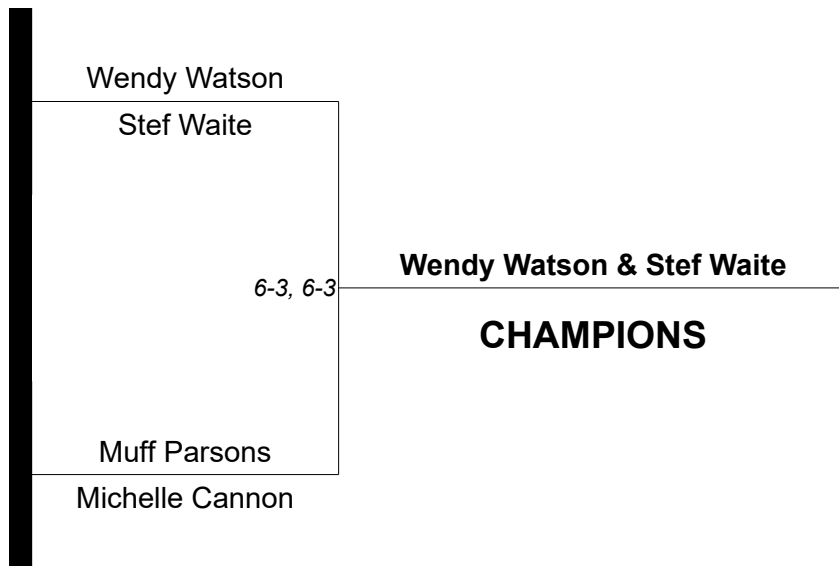 Wendy Watson
Stef Waite
6-3, 6-3
Wendy Watson & Stef Waite
CHAMPIONS
Muff Parsons
Michelle Cannon